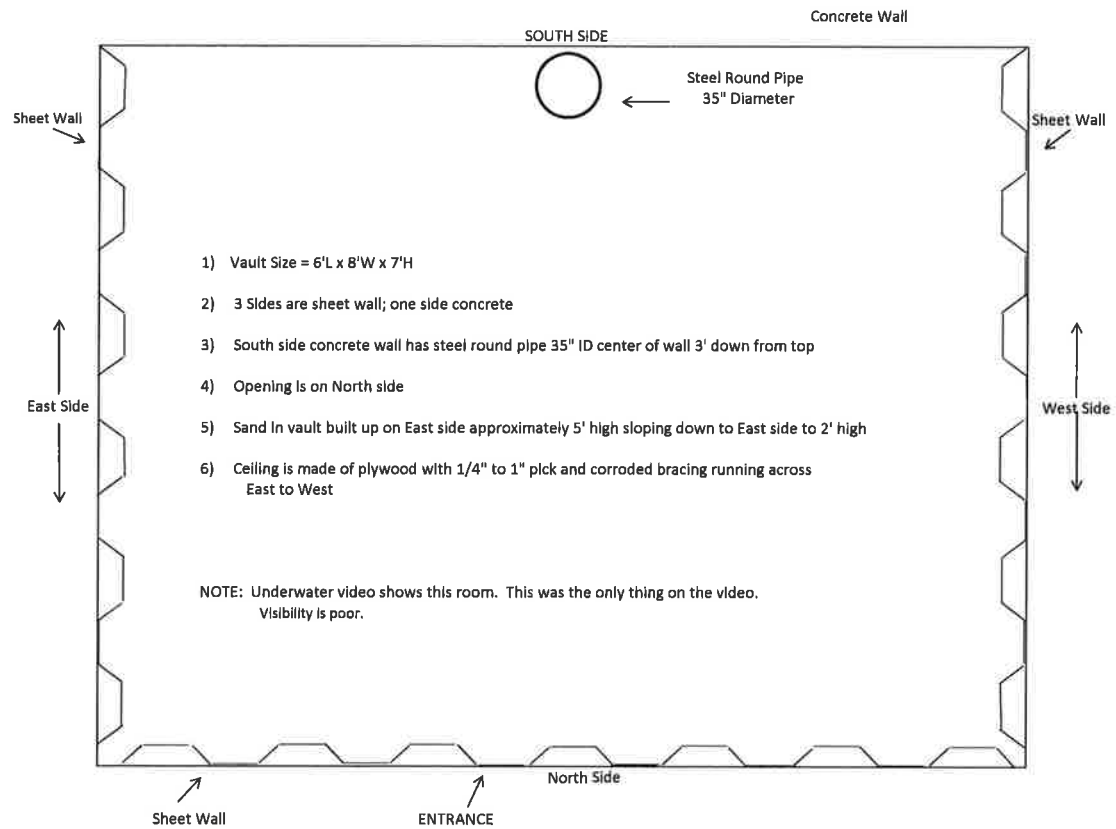 Concrete Wall
SOUTH SIDE
Steel Round Pipe
35" Diameter
Sheet Wall
Sheet Wall
1) Vault Size = 6'L x 8'W x 7'H
2) 3 Sides are sheet wall; one side concrete
3) South side concrete wall has steel round pipe 35" ID center of wall 3' down from top
4) Opening is on North side
East Side
West Side
5) Sand in vault built up on East side approximately 5' high sloping down to East side to 2' high
6) Ceiling is made of plywood with 1/4" to 1" pick and corroded bracing running across
East to West
NOTE: Underwater video shows this room. This was the only thing on the video.
Visibility is poor.
North Side
Sheet Wall
ENTRANCE